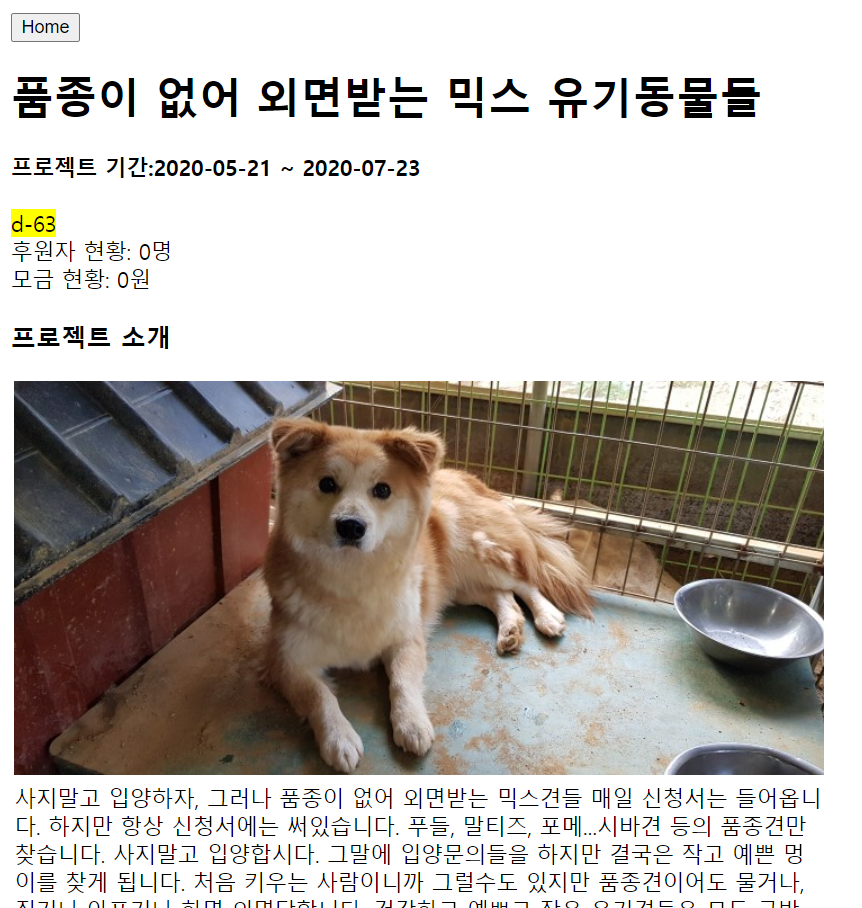 Home
품종이 없어 외면받는 믹스 유기동물들
프로젝트 기간:2020-05-21 ~ 2020-07-23
d-63
후원자 현황: 0명
모금 현황: 0원
프로젝트 소개
사지말고 입양하자, 그러나 품종이 없어 외면받는 믹스견들 매일 신청서는 들어옵니
다. 하지만 항상 신청서에는 써있습니다. 푸들, 말티즈, 포메...시바견 등의 품종견만
찾습니다. 사지말고 입양합시다. 그말에 입양문의들을 하지만 결국은 작고 예쁜 멍
이를 찾게 됩니다. 처음 키우는 사람이니까 그럴수도 있지만 품종견이어도 물거나,